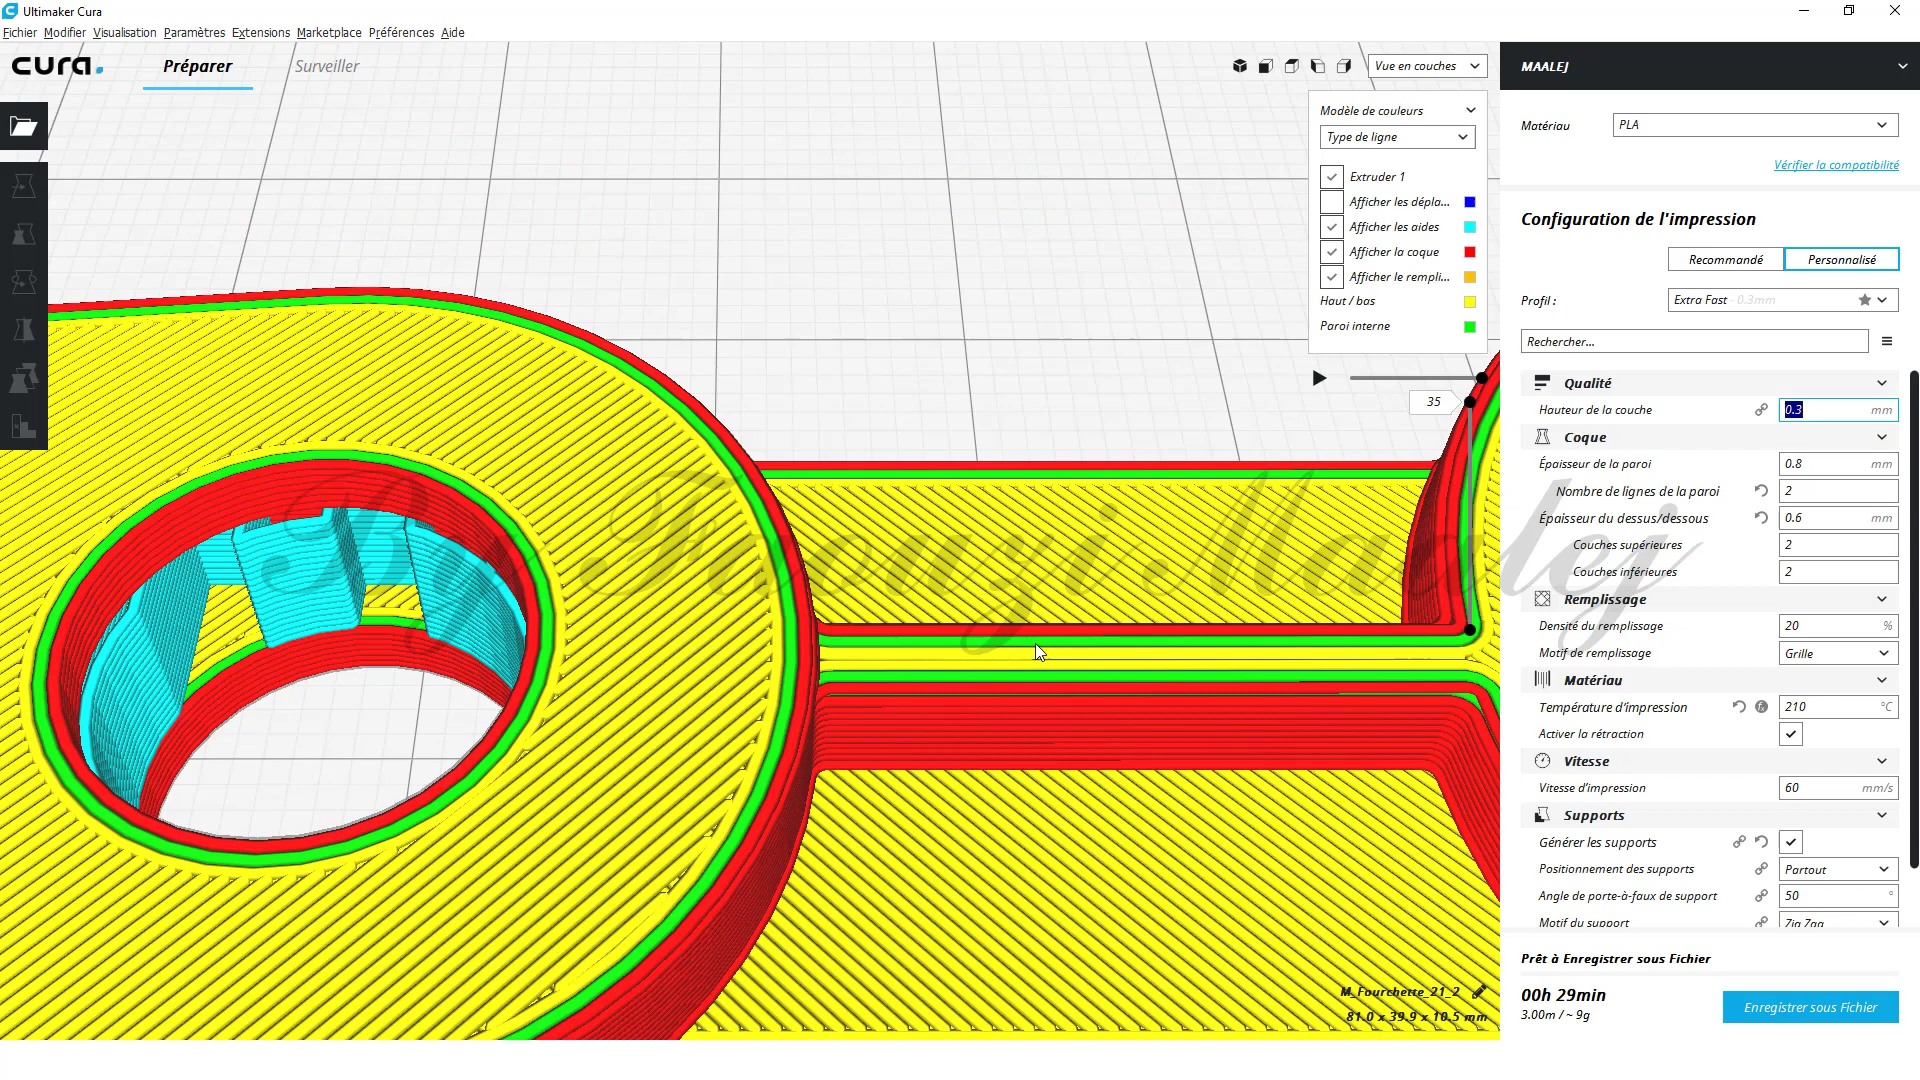 Ultimaker Cura
Fichier Modifier Visualisation Paramètres Extensions Marketplace Préférences Aide
cura.
Préparer
Surveiller
Vue en couches
MAALEJ
Modèle de couleurs
Type de ligne
Extruder 1
Afficher les dépla...
Afficher les aides
Afficher la coque
Afficher le rempli...
Haut / bas
Paroi interne
35
Matériau
PLA
Vérifier la compatibilité
Configuration de l'impression
Recommandé
Personnalisé
Profil :
Extra Fast - 0.3mm
Rechercher...
Qualité
Hauteur de la couche
0.3 mm
Coque
Épaisseur de la paroi
0.8 mm
Nombre de lignes de la paroi
2
Épaisseur du dessus/dessous
0.6 mm
Couches supérieures
2
Couches inférieures
2
Remplissage
Densité du remplissage
20 %
Motif de remplissage
Grille
Matériau
Température d'impression
210 °C
Activer la rétraction
Vitesse
Vitesse d'impression
60 mm/s
Supports
Générer les supports
Positionnement des supports
Partout
Angle de porte-à-faux de support
50 °
Motif du support
Zig Zag
By Faouzi Maalej
M_Fourchette_21_2
81.0 x 39.9 x 10.5 mm
Prêt à Enregistrer sous Fichier
00h 29min
3.00m / ~ 9g
Enregistrer sous Fichier